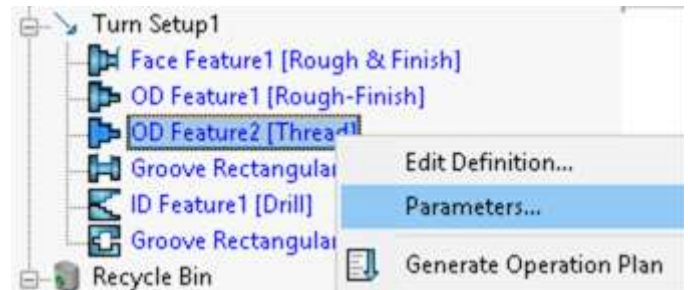 Turn Setup1
Face Feature1 [Rough & Finish]
OD Feature1 [Rough-Finish]
OD Feature2 [Thread]
Groove Rectangular
ID Feature1 [Drill]
Groove Rectangular
Recycle Bin
Edit Definition...
Parameters...
Generate Operation Plan